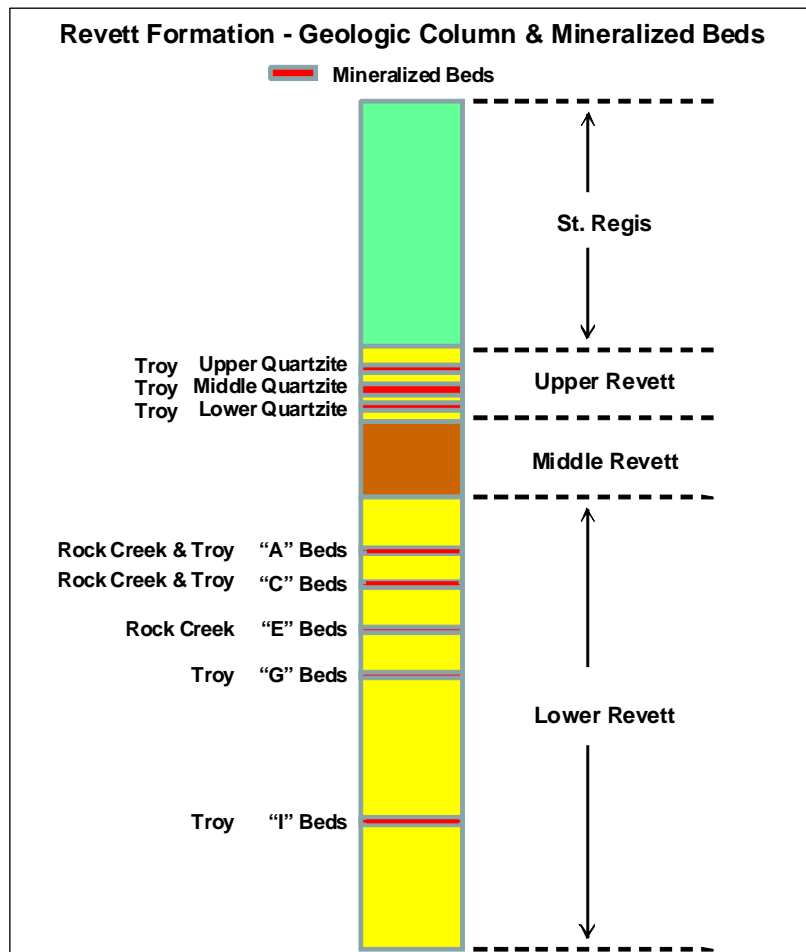 Revett Formation - Geologic Column & Mineralized Beds
Mineralized Beds
St. Regis
Troy Upper Quartzite
Troy Middle Quartzite
Troy Lower Quartzite
Upper Revett
Middle Revett
Rock Creek & Troy “A” Beds
Rock Creek & Troy “C” Beds
Rock Creek “E” Beds
Troy “G” Beds
Lower Revett
Troy “I” Beds